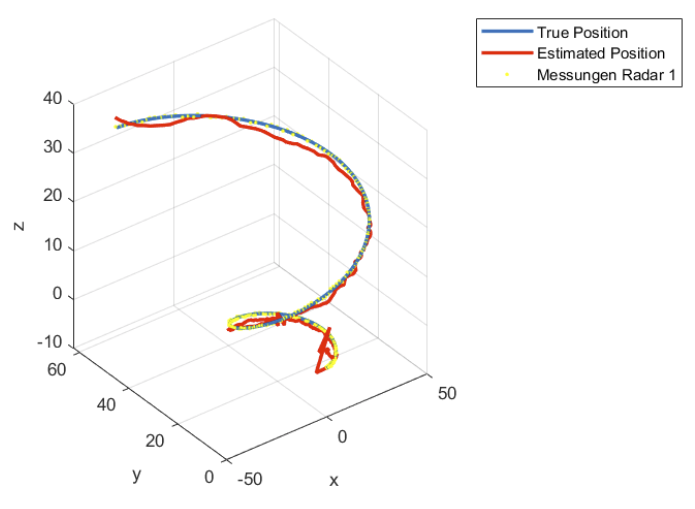 True Position
Estimated Position
Messungen Radar 1
40
30
20
10
0
-10
z
60
40
20
0
y
-50
0
50
x